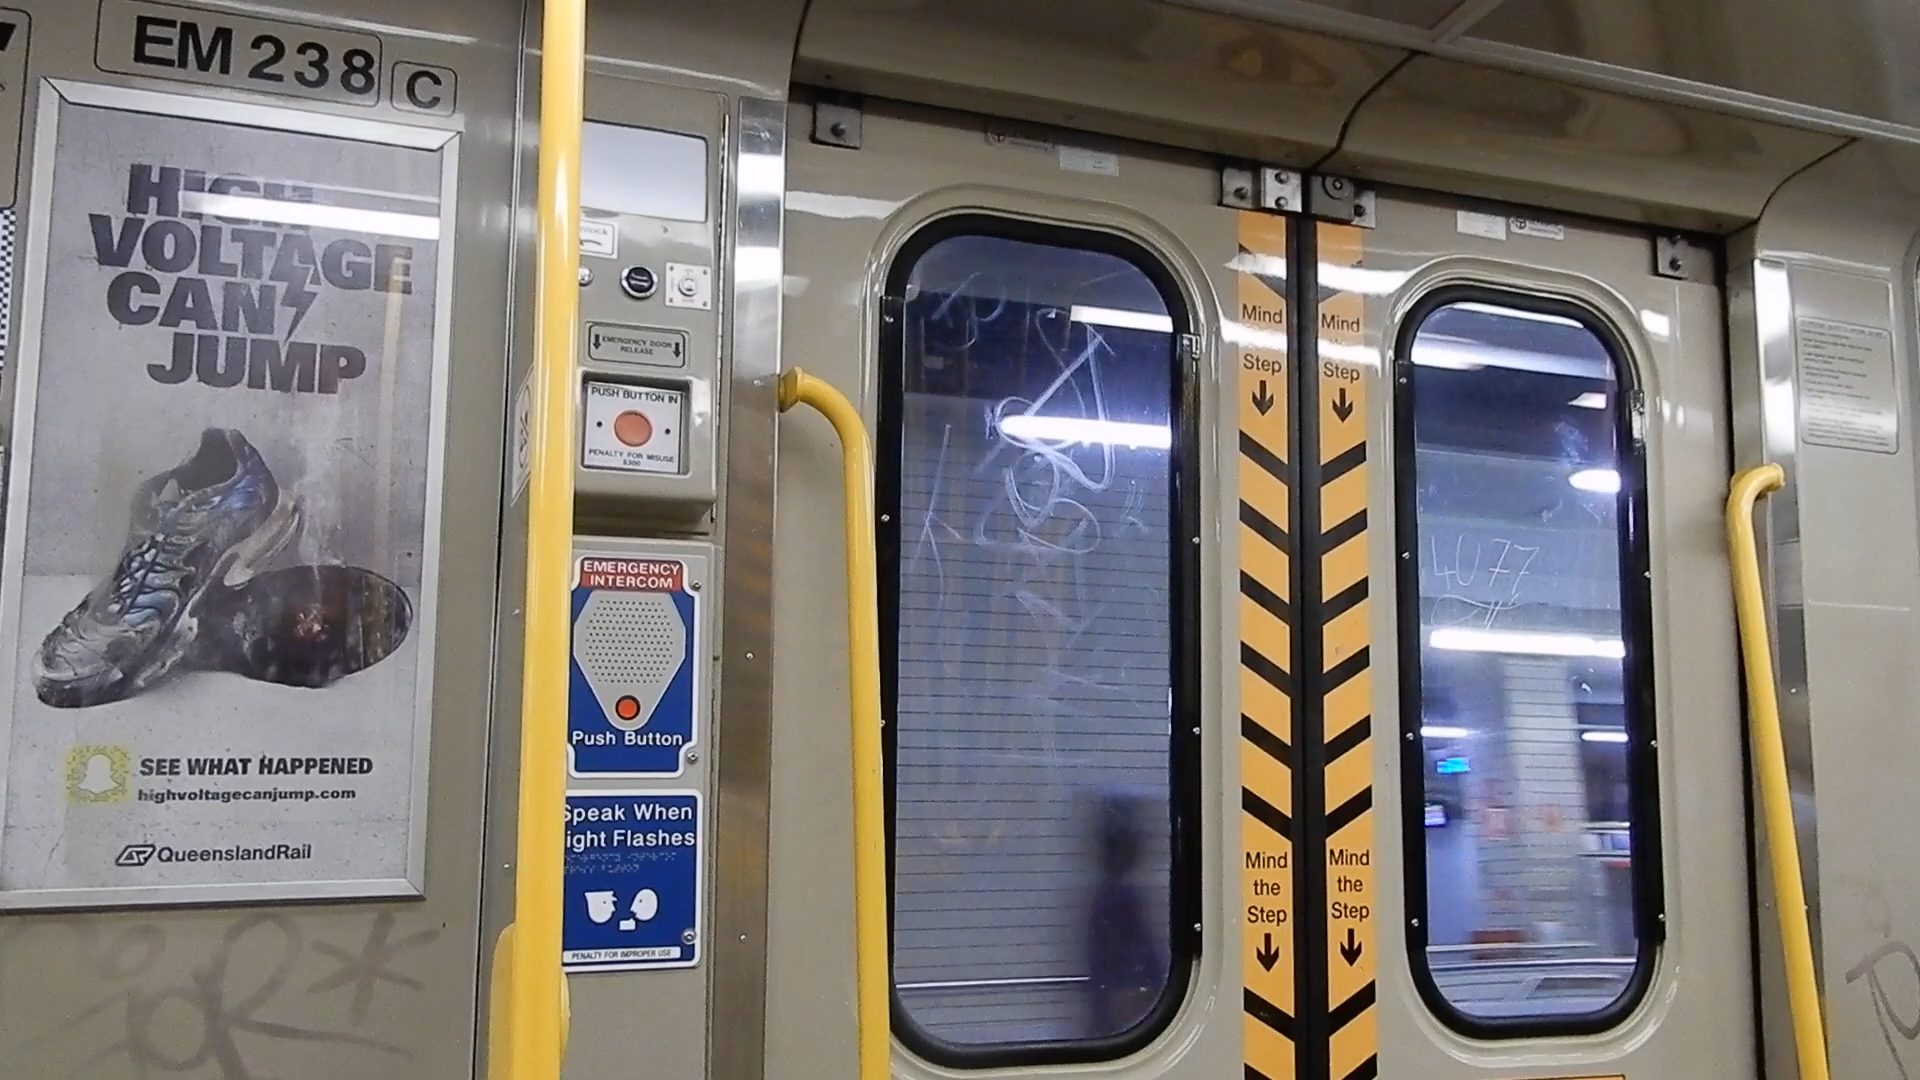 EM 238 C
HIGH
VOLTAGE
CAN
JUMP
SEE WHAT HAPPENED
highvoltagecanjump.com
QueenslandRail
EMERGENCY DOOR
RELEASE
PUSH BUTTON IN
PENALTY FOR MISUSE
$300
EMERGENCY
INTERCOM
Push Button
Speak When
ight Flashes
PENALTY FOR IMPROPER USE
Mind
Step
Mind
the
Step
Mind
Step
Mind
the
Step
4077